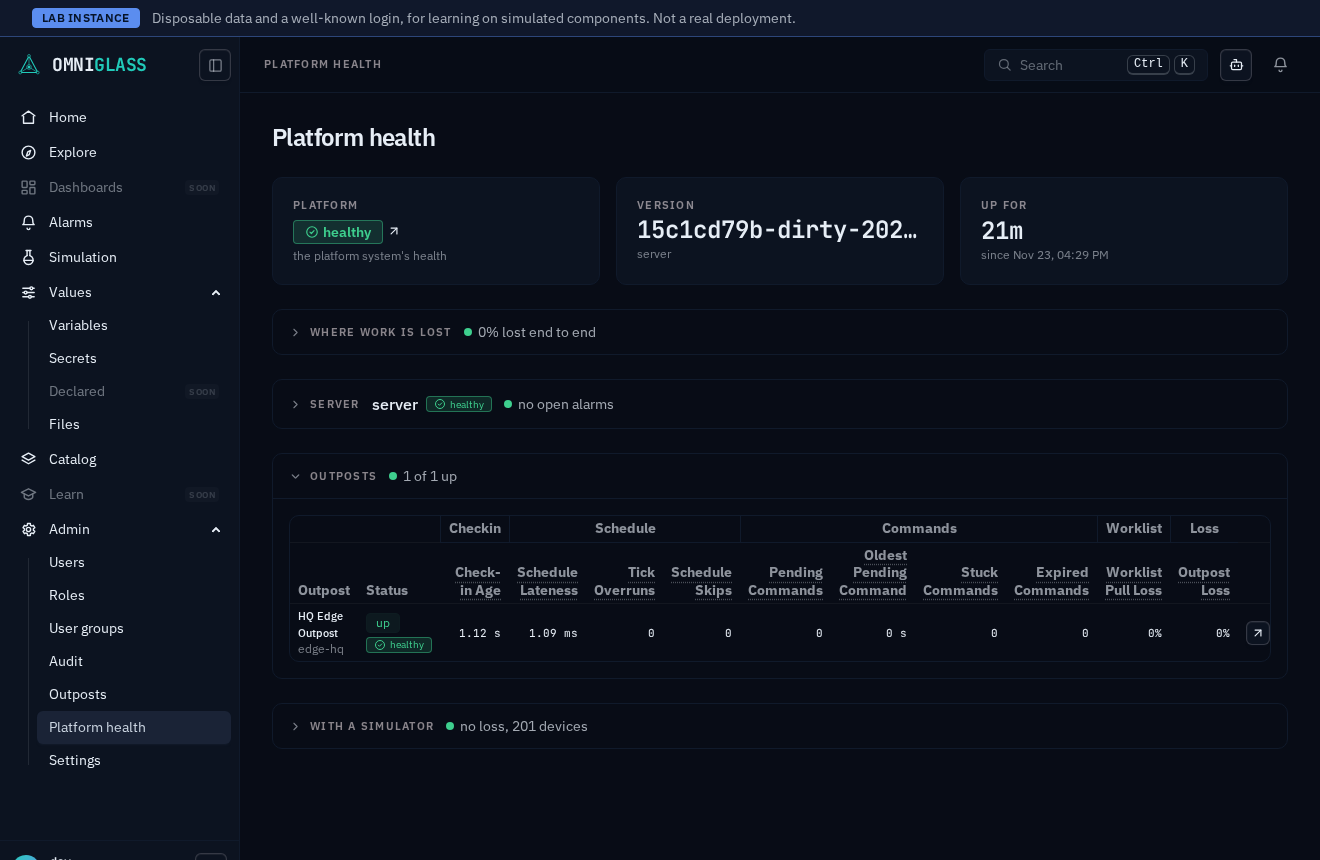 LAB INSTANCE Disposable data and a well-known login, for learning on simulated components. Not a real deployment.
OMNIGLASS
PLATFORM HEALTH
Search Ctrl K
Home
Explore
Dashboards SOON
Alarms
Simulation
Values
Variables
Secrets
Declared SOON
Files
Catalog
Learn SOON
Admin
Users
Roles
User groups
Audit
Outposts
Platform health
Settings
Platform health
PLATFORM
healthy
the platform system's health
VERSION
15c1cd79b-dirty-202…
server
UP FOR
21m
since Nov 23, 04:29 PM
WHERE WORK IS LOST 0% lost end to end
SERVER server healthy no open alarms
OUTPOSTS 1 of 1 up
Checkin Schedule Commands Worklist Loss
Outpost Status Check-in Age Schedule Lateness Tick Overruns Schedule Skips Pending Commands Oldest Pending Command Stuck Commands Expired Commands Worklist Pull Loss Outpost Loss
HQ Edge Outpost edge-hq up healthy 1.12 s 1.09 ms 0 0 0 0 s 0 0 0% 0%
WITH A SIMULATOR no loss, 201 devices